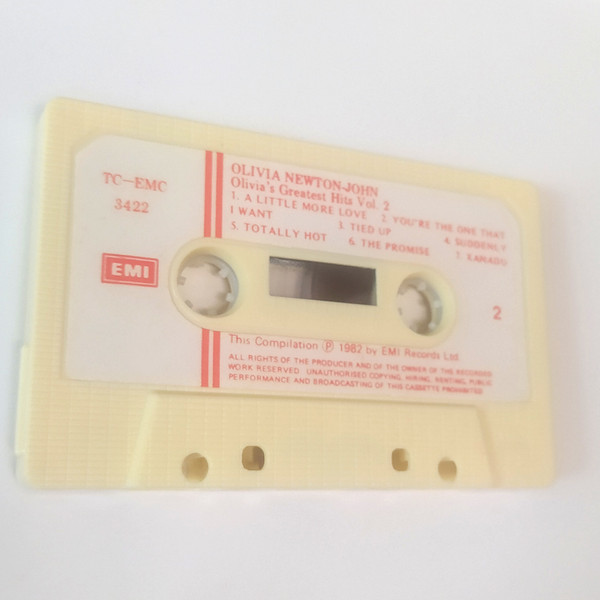 TC-EMC
3422
EMI
OLIVIA NEWTON-JOHN
Olivia's Greatest Hits Vol. 2
1. A LITTLE MORE LOVE 2. YOU'RE THE ONE THAT
I WANT 3. TIED UP 4. SUDDENLY
5. TOTALLY HOT 6. THE PROMISE 7. XANADU
2
This Compilation Ⓟ 1982 by EMI Records Ltd.
ALL RIGHTS OF THE PRODUCER AND OF THE OWNER OF THE RECORDED
WORK RESERVED UNAUTHORISED COPYING, HIRING, RENTING, PUBLIC
PERFORMANCE AND BROADCASTING OF THIS CASSETTE PROHIBITED